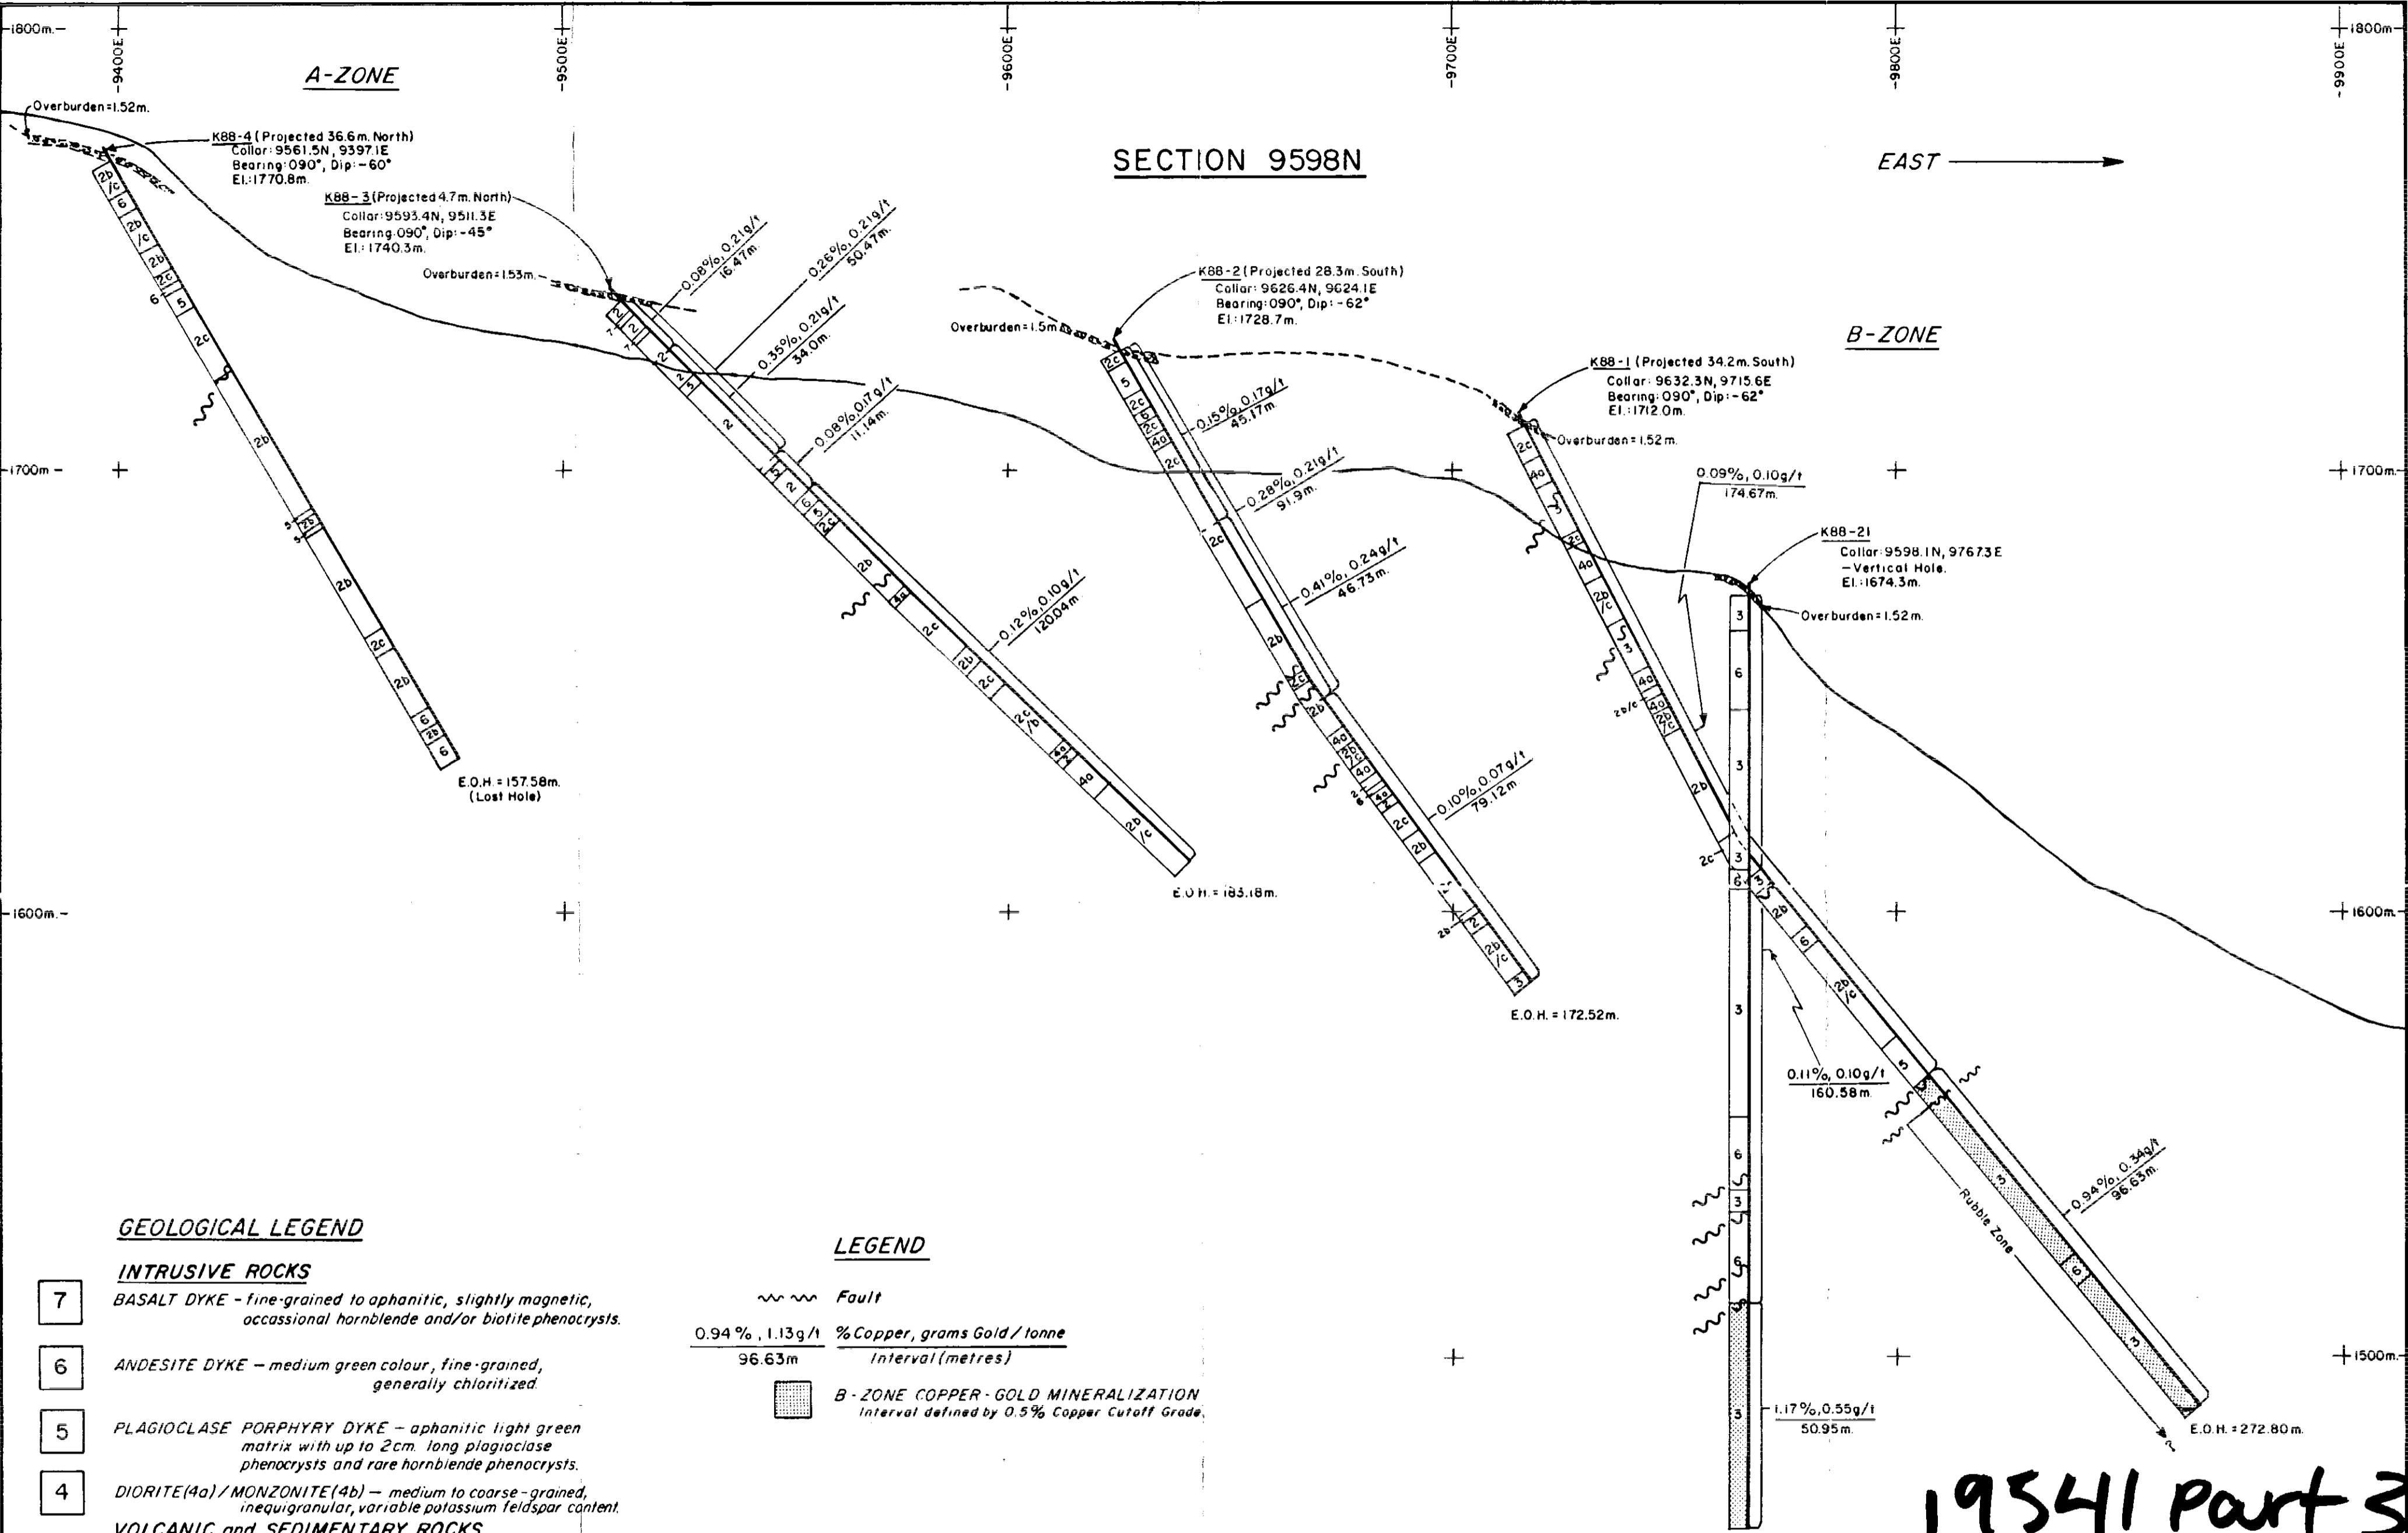 1800m.
9400E
9500E
9600E
9700E
9800E
9900E
1800m
A-ZONE
Overburden=1.52m.
K88-4 (Projected 36.6m. North)
Collar: 9561.5N, 9397.1E
Bearing: 090°, Dip: -60°
El.: 1770.8m.
SECTION 9598N
EAST
K88-3 (Projected 4.7m. North)
Collar: 9593.4N, 9511.3E
Bearing: 090°, Dip: -45°
El.: 1740.3m.
Overburden=1.53m.
0.08%, 0.21g/t
16.47m.
0.26%, 0.21g/t
50.47m.
0.35%, 0.21g/t
34.0m.
0.08%, 0.17g/t
11.14m.
0.12%, 0.10g/t
120.04m.
K88-2 (Projected 28.3m. South)
Collar: 9626.4N, 9624.1E
Bearing: 090°, Dip: -62°
El.: 1728.7m.
Overburden=1.5m
0.15%, 0.17g/t
45.17m.
0.28%, 0.21g/t
91.9m.
0.41%, 0.24g/t
46.73m.
0.10%, 0.07g/t
79.12m
B-ZONE
K88-1 (Projected 34.2m. South)
Collar: 9632.3N, 9715.6E
Bearing: 090°, Dip: -62°
El.: 1712.0m.
Overburden=1.52m.
0.09%, 0.10g/t
174.67m.
K88-21
Collar: 9598.1N, 9767.3E
-Vertical Hole.
El.: 1674.3m.
Overburden=1.52m.
1700m
1700m
E.O.H. = 157.58m.
(Lost Hole)
E.O.H. = 183.18m.
E.O.H. = 172.52m.
1600m.
1600m
0.11%, 0.10g/t
160.58m.
0.94%, 0.34g/t
96.63m.
Rubble Zone
1500m.
1.17%, 0.55g/t
50.95m.
E.O.H. = 272.80m.
?
GEOLOGICAL LEGEND
INTRUSIVE ROCKS
7 BASALT DYKE - fine-grained to aphanitic, slightly magnetic,
occassional hornblende and/or biotite phenocrysts.
6 ANDESITE DYKE - medium green colour, fine-grained,
generally chloritized.
5 PLAGIOCLASE PORPHYRY DYKE - aphanitic light green
matrix with up to 2cm. long plagioclase
phenocrysts and rare hornblende phenocrysts.
4 DIORITE(4a)/MONZONITE(4b) - medium to coarse-grained,
inequigranular, variable potassium feldspar content.
VOLCANIC and SEDIMENTARY ROCKS
LEGEND
Fault
0.94%, 1.13g/t %Copper, grams Gold/tonne
96.63m Interval (metres)
B-ZONE COPPER-GOLD MINERALIZATION
Interval defined by 0.5% Copper Cutoff Grade.
19541 Part 3